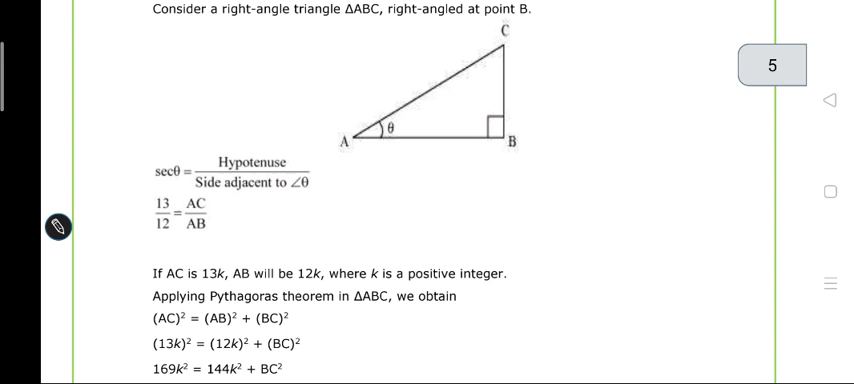 Consider a right-angle triangle ΔABC, right-angled at point B.
C
5
θ
A
B
secθ = Hypotenuse / Side adjacent to ∠θ
13/12 = AC/AB
If AC is 13k, AB will be 12k, where k is a positive integer.
Applying Pythagoras theorem in ΔABC, we obtain
(AC)² = (AB)² + (BC)²
(13k)² = (12k)² + (BC)²
169k² = 144k² + BC²